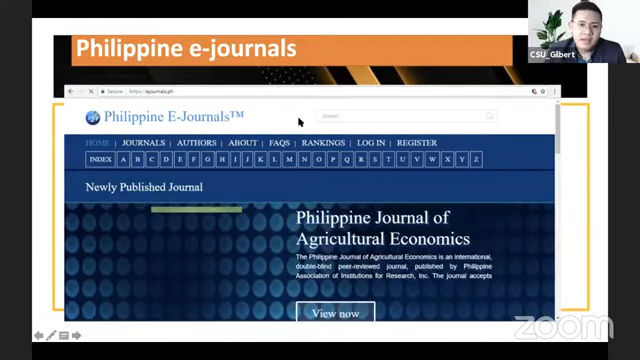 Philippine e-journals
CSU_Gilbert
Secure https://ejournals.ph
Philippine E-Journals™
Search
HOME | JOURNALS | AUTHORS | ABOUT | FAQS | RANKINGS | LOG IN | REGISTER
INDEX A B C D E F G H I J K L M N O P Q R S T U V W X Y Z
Newly Published Journal
Philippine Journal of
Agricultural Economics
The Philippine Journal of Agricultural Economics is an international,
double-blind peer-reviewed journal, published by Philippine
Association of Institutions for Research, Inc. The journal accepts
View now
zoom